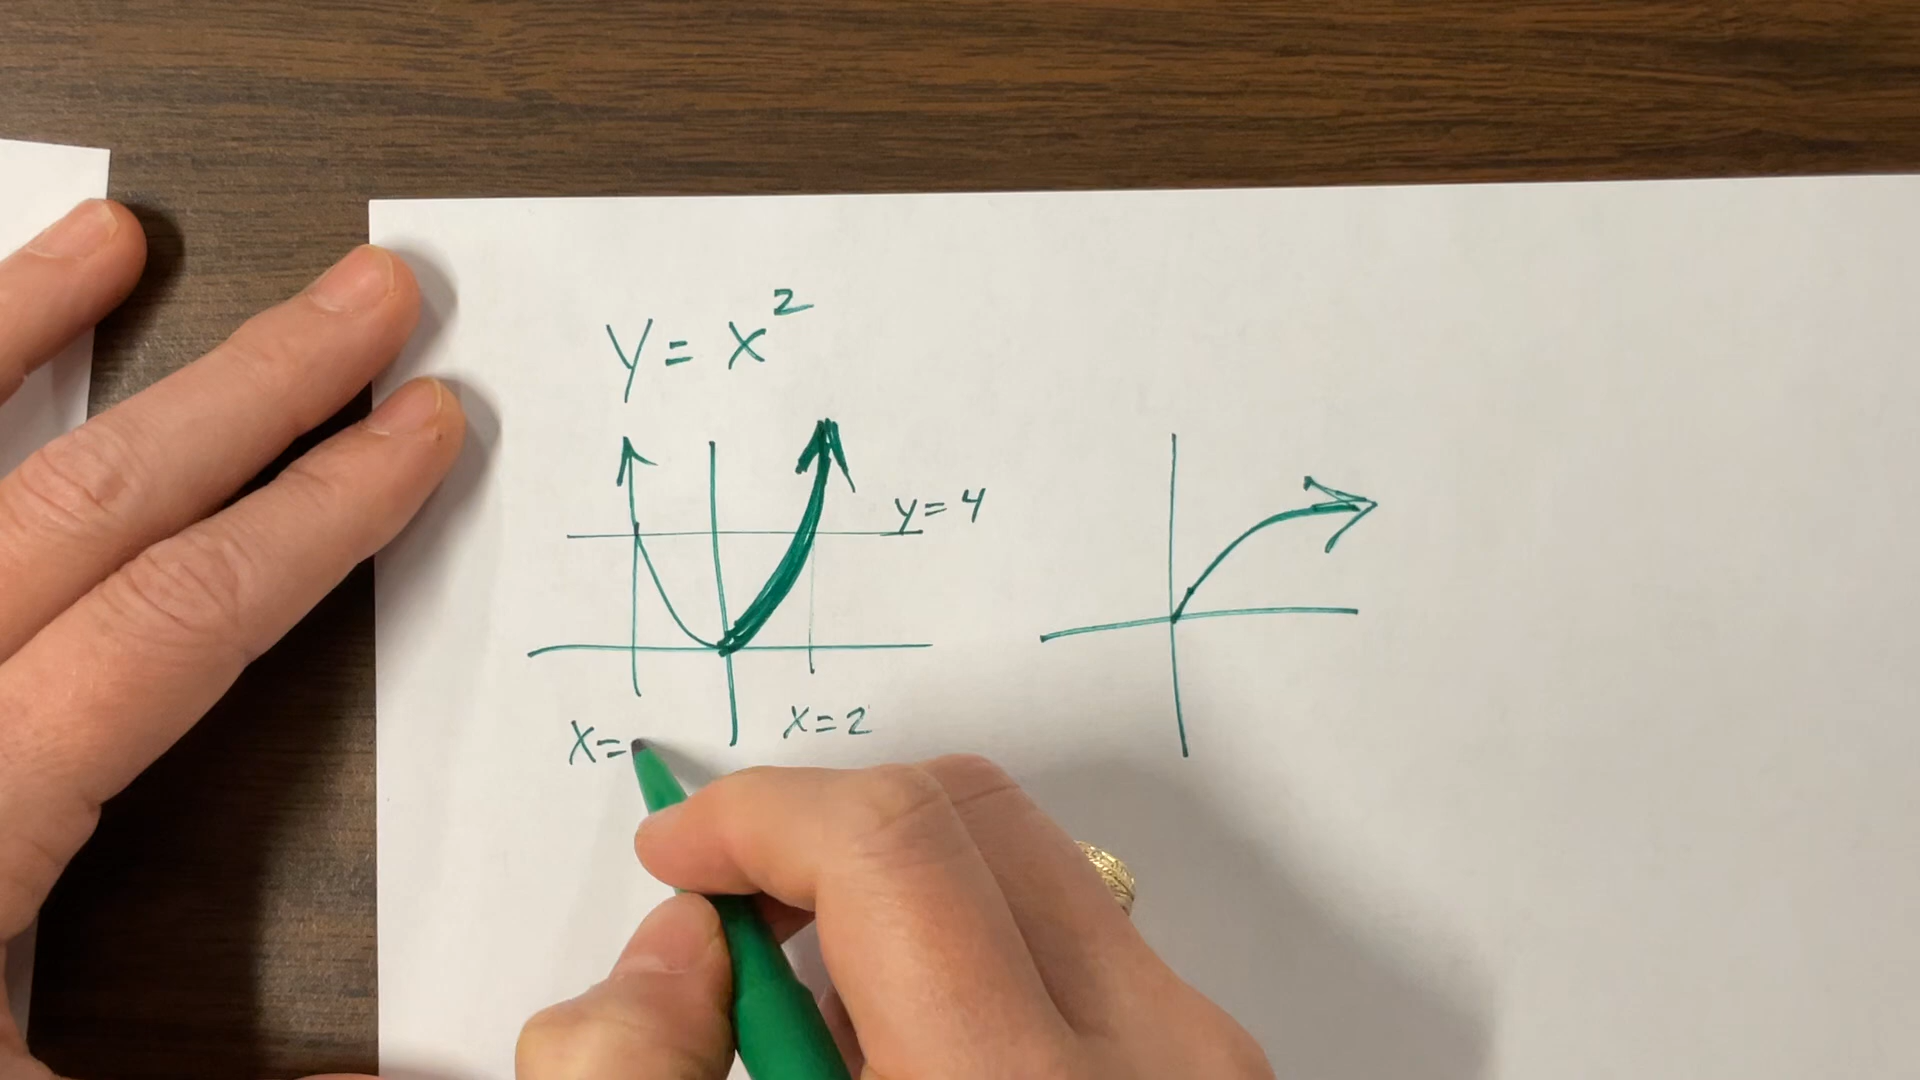 y = x²
y = 4
x = 2
x =